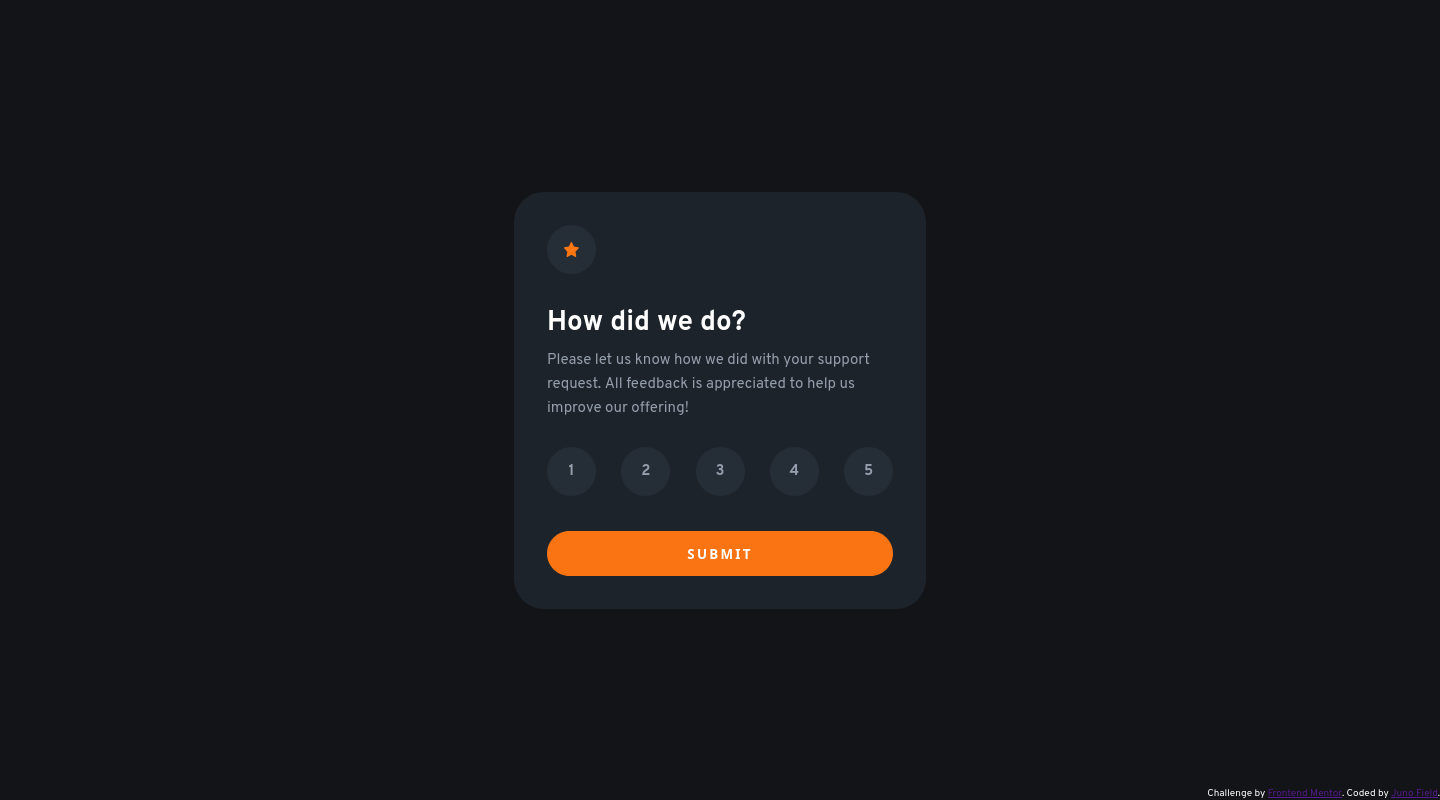 How did we do?
Please let us know how we did with your support
request. All feedback is appreciated to help us
improve our offering!
1 2 3 4 5
SUBMIT
Challenge by Frontend Mentor. Coded by Juno Field.